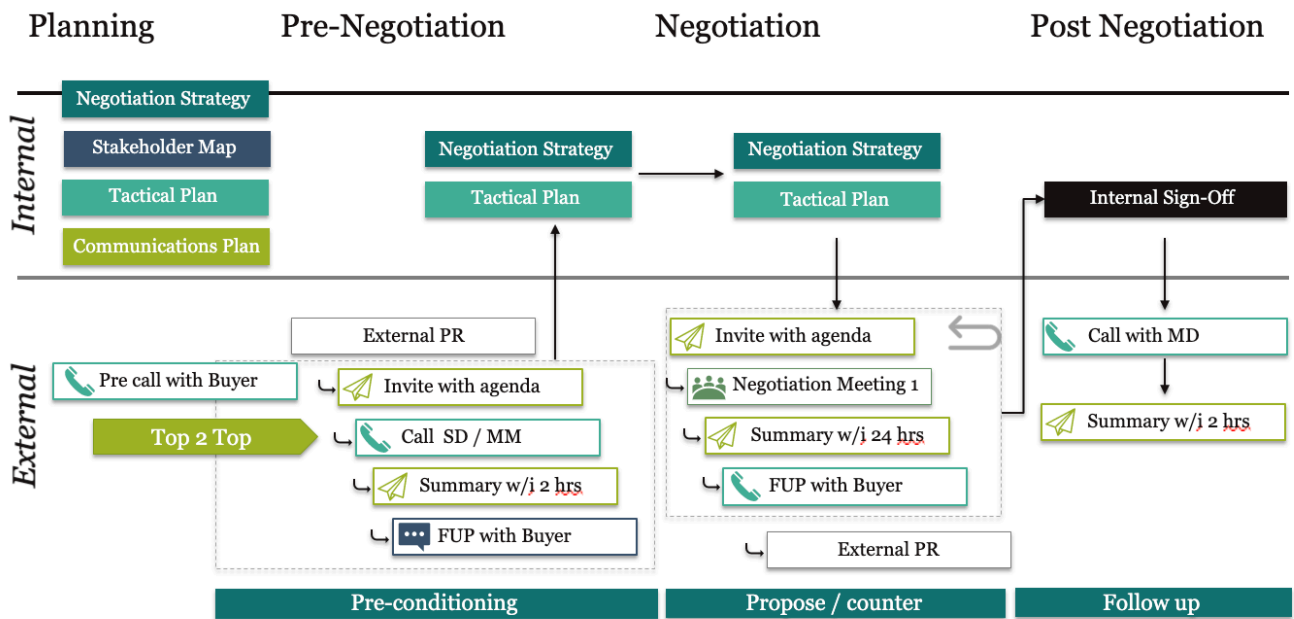 Planning
Pre-Negotiation
Negotiation
Post Negotiation
Internal
Negotiation Strategy
Stakeholder Map
Tactical Plan
Communications Plan
Negotiation Strategy
Tactical Plan
Negotiation Strategy
Tactical Plan
Internal Sign-Off
External
Pre call with Buyer
Top 2 Top
External PR
Invite with agenda
Call SD / MM
Summary w/i 2 hrs
FUP with Buyer
Invite with agenda
Negotiation Meeting 1
Summary w/i 24 hrs
FUP with Buyer
External PR
Call with MD
Summary w/i 2 hrs
Pre-conditioning
Propose / counter
Follow up